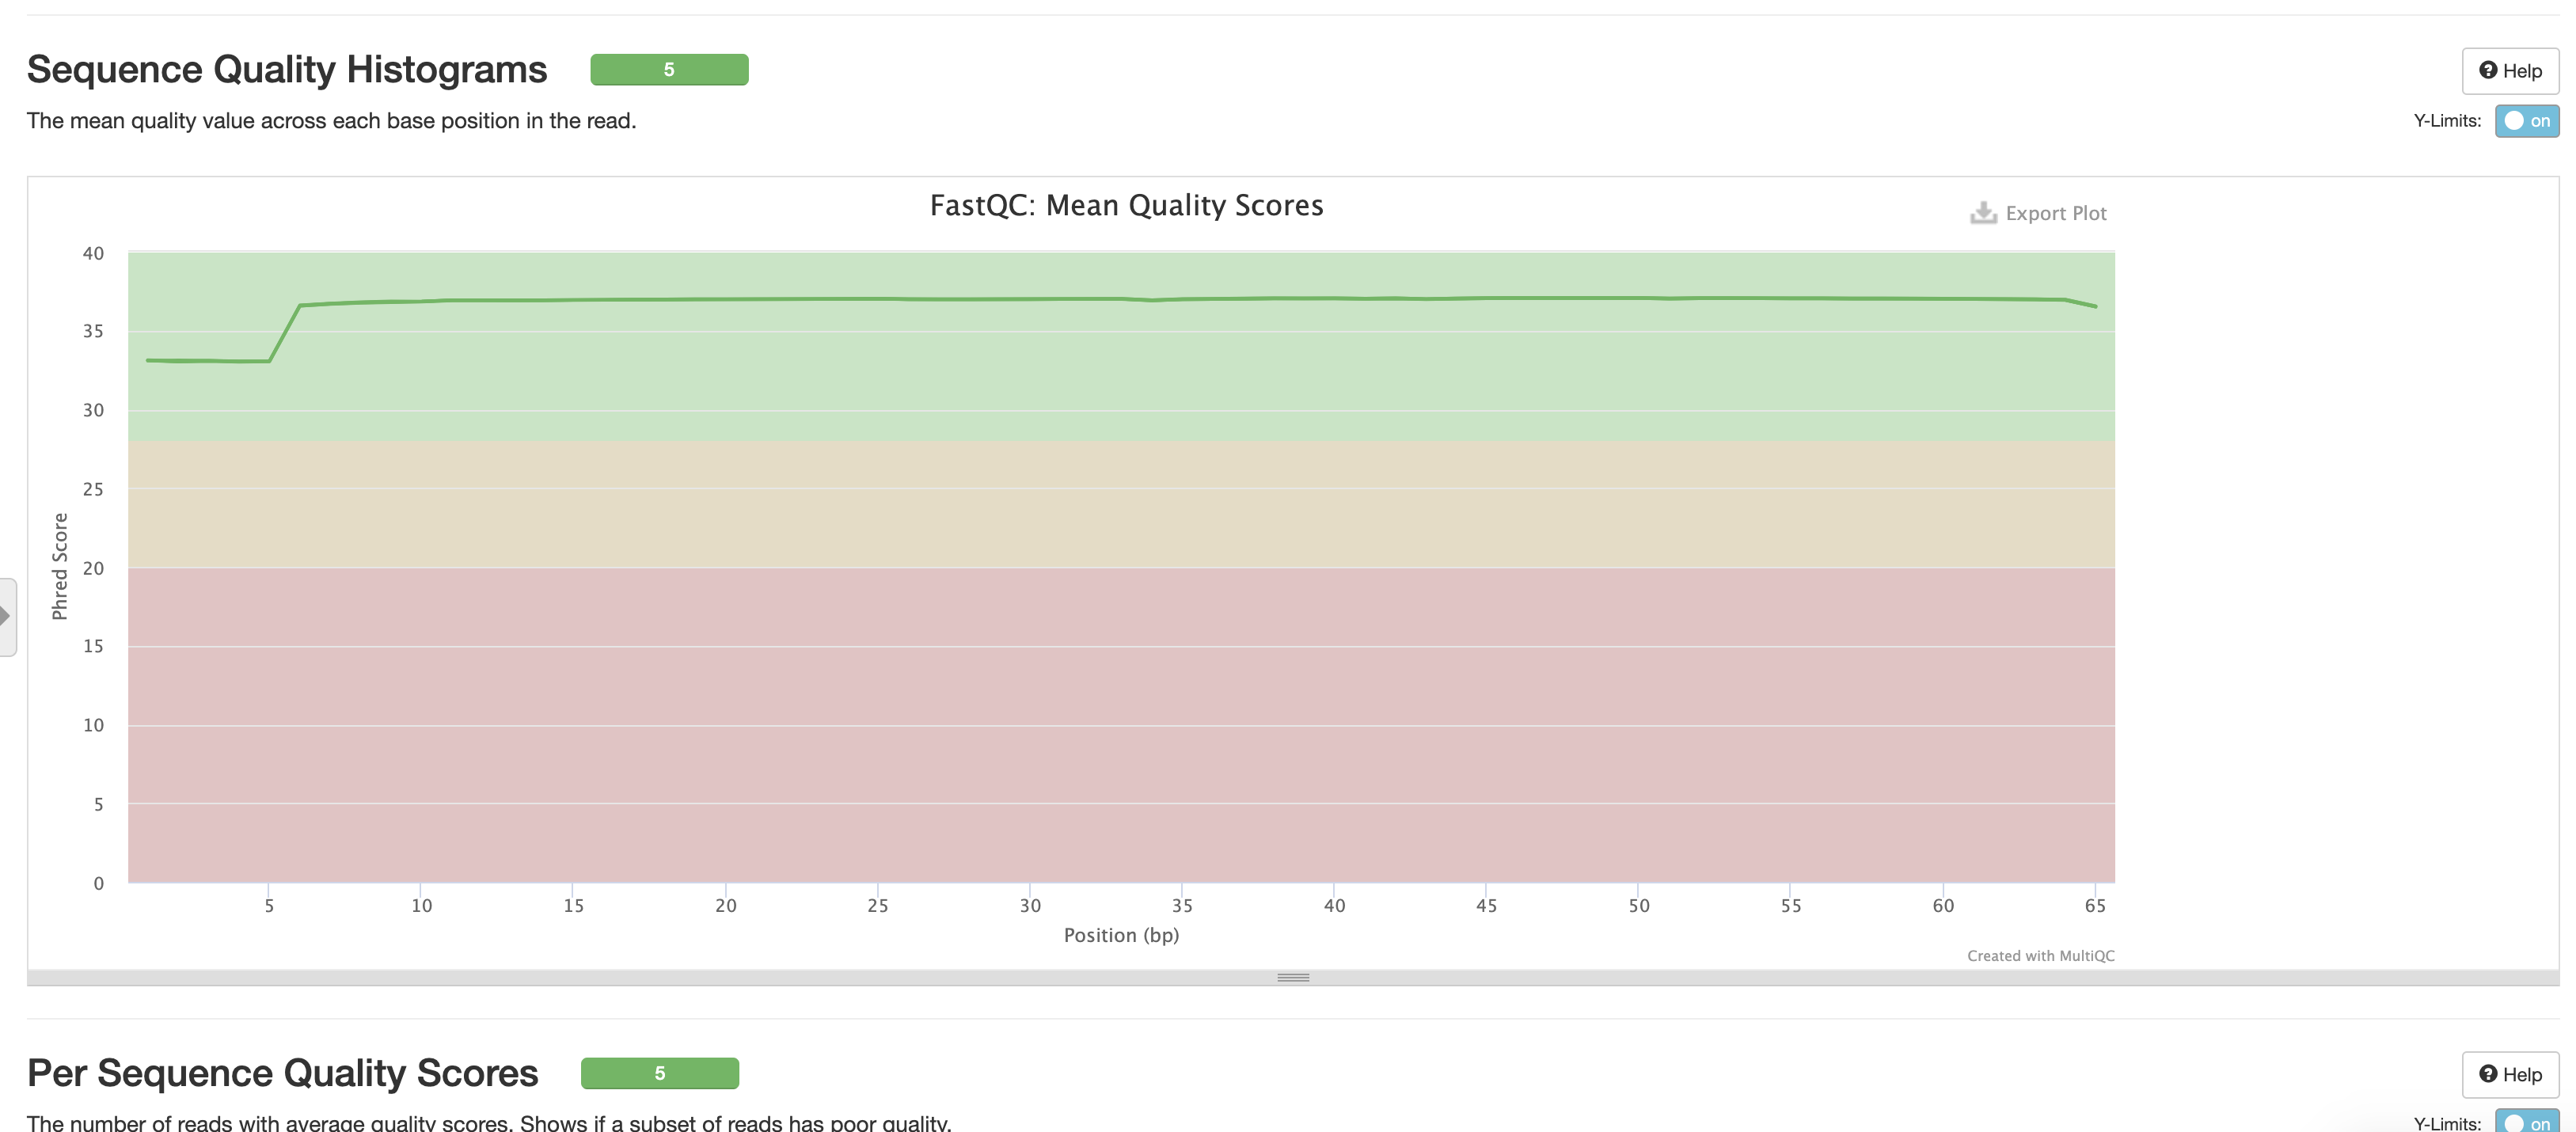 Sequence Quality Histograms 5
Help
The mean quality value across each base position in the read.
Y-Limits: on
FastQC: Mean Quality Scores
Export Plot
40
35
30
25
20
15
10
5
0
Phred Score
5 10 15 20 25 30 35 40 45 50 55 60 65
Position (bp)
Created with MultiQC
Per Sequence Quality Scores 5
Help
The number of reads with average quality scores. Shows if a subset of reads has poor quality.
Y-Limits: on